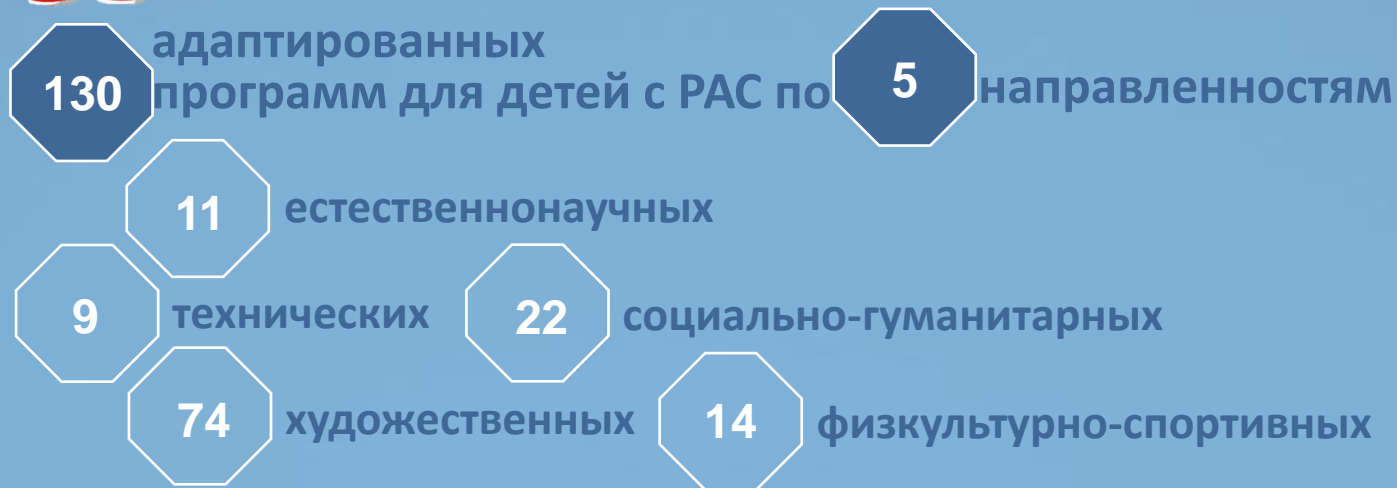 адаптированных
130 программ для детей с РАС по 5 направленностям
11 естественнонаучных
9 технических 22 социально-гуманитарных
74 художественных 14 физкультурно-спортивных